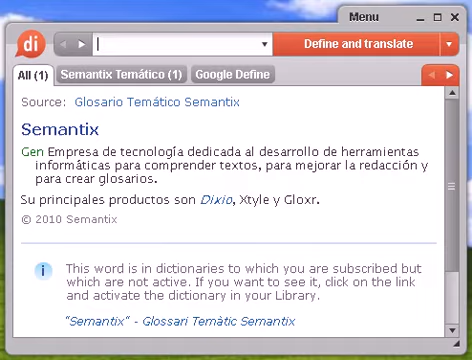 Menu
di
Define and translate
All (1)
Semantix Temático (1)
Google Define
Source: Glosario Temático Semantix
Semantix
Gen Empresa de tecnología dedicada al desarrollo de herramientas
informáticas para comprender textos, para mejorar la redacción y
para crear glosarios.
Su principales productos son Dixio, Xtyle y Gloxr.
© 2010 Semantix
i
This word is in dictionaries to which you are subscribed but
which are not active. If you want to see it, click on the link
and activate the dictionary in your Library.
"Semantix" - Glossari Temàtic Semantix